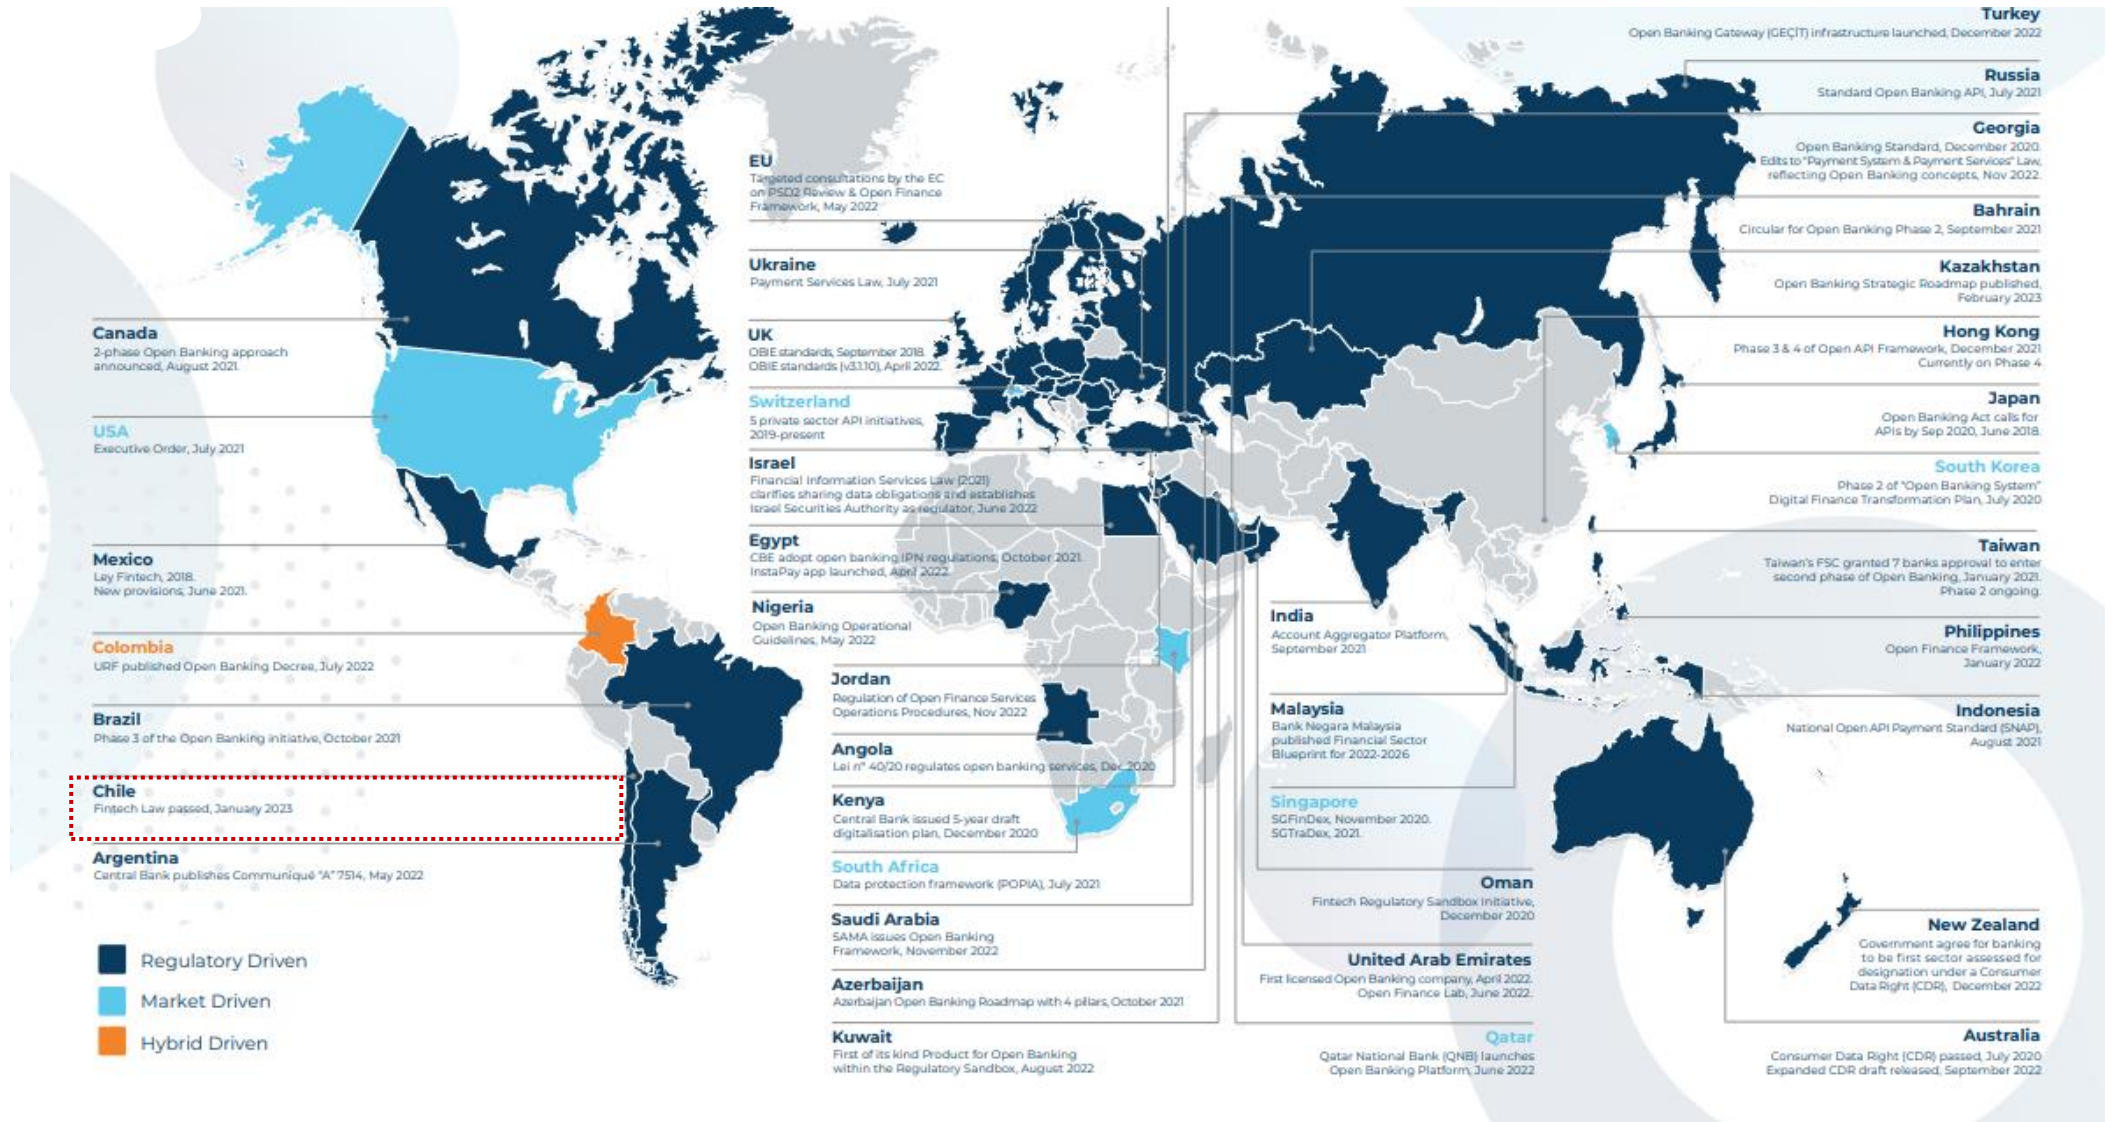 Canada
2-phase Open Banking approach
announced, August 2021.
USA
Executive Order, July 2021
Mexico
Ley Fintech, 2018.
New provisions, June 2021.
Colombia
URF published Open Banking Decree, July 2022
Brazil
Phase 3 of the Open Banking initiative, October 2021
Chile
Fintech Law passed, January 2023
Argentina
Central Bank publishes Communiqué "A" 7514, May 2022
Regulatory Driven
Market Driven
Hybrid Driven
EU
Targeted consultations by the EC
on PSD2 Review & Open Finance
Framework, May 2022
Ukraine
Payment Services Law, July 2021
UK
OBIE standards, September 2018.
OBIE standards (v3.1.10), April 2022.
Switzerland
5 private sector API initiatives,
2019-present
Israel
Financial Information Services Law (2021)
clarifies sharing data obligations and establishes
Israel Securities Authority as regulator, June 2022
Egypt
CBE adopt open banking IPN regulations, October 2021.
InstaPay app launched, April 2022.
Nigeria
Open Banking Operational
Guidelines, May 2022
Jordan
Regulation of Open Finance Services
Operations Procedures, Nov 2022
Angola
Lei n° 40/20 regulates open banking services, Dec 2020
Kenya
Central Bank issued 5-year draft
digitalisation plan, December 2020
South Africa
Data protection framework (POPIA), July 2021
Saudi Arabia
SAMA issues Open Banking
Framework, November 2022
Azerbaijan
Azerbaijan Open Banking Roadmap with 4 pillars, October 2021
Kuwait
First of its kind Product for Open Banking
within the Regulatory Sandbox, August 2022
India
Account Aggregator Platform,
September 2021
Malaysia
Bank Negara Malaysia
published Financial Sector
Blueprint for 2022-2026
Singapore
SGFinDex, November 2020.
SGTraDex, 2021.
Oman
Fintech Regulatory Sandbox Initiative,
December 2020
United Arab Emirates
First licensed Open Banking company, April 2022.
Open Finance Lab, June 2022.
Qatar
Qatar National Bank (QNB) launches
Open Banking Platform, June 2022
Turkey
Open Banking Gateway (GEÇİT) infrastructure launched, December 2022
Russia
Standard Open Banking API, July 2021
Georgia
Open Banking Standard, December 2020.
Edits to "Payment System & Payment Services" Law,
reflecting Open Banking concepts, Nov 2022.
Bahrain
Circular for Open Banking Phase 2, September 2021
Kazakhstan
Open Banking Strategic Roadmap published,
February 2023
Hong Kong
Phase 3 & 4 of Open API Framework, December 2021
Currently on Phase 4
Japan
Open Banking Act calls for
APIs by Sep 2020, June 2018.
South Korea
Phase 2 of "Open Banking System"
Digital Finance Transformation Plan, July 2020
Taiwan
Taiwan's FSC granted 7 banks approval to enter
second phase of Open Banking, January 2021.
Phase 2 ongoing.
Philippines
Open Finance Framework,
January 2022
Indonesia
National Open API Payment Standard (SNAP),
August 2021
New Zealand
Government agree for banking
to be first sector assessed for
designation under a Consumer
Data Right (CDR), December 2022
Australia
Consumer Data Right (CDR) passed, July 2020
Expanded CDR draft released, September 2022